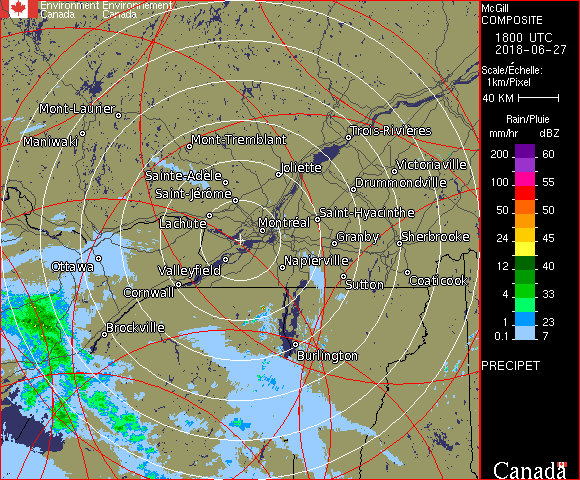 Environment Environnement
Canada Canada
McGill
COMPOSITE
1800 UTC
2018-06-27
Scale/Échelle:
1km/Pixel
40 KM
Rain/Pluie
mm/hr dBZ
200 60
150 57
100 55
50 50
24 45
12 40
4 33
1 23
0.1 7
PRECIPET
Canada
Mont-Laurier
Maniwaki
Mont-Tremblant
Trois-Rivières
Sainte-Adèle
Joliette
Victoriaville
Saint-Jérôme
Drummondville
Lachute
Montréal
Saint-Hyacinthe
Granby
Sherbrooke
Ottawa
Valleyfield
Napierville
Cornwall
Sutton
Coaticook
Brockville
Burlington